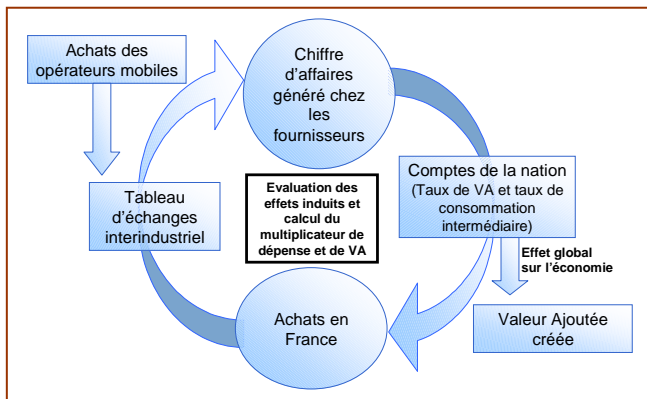 Achats des
opérateurs mobiles
Chiffre
d'affaires
généré chez
les
fournisseurs
Tableau
d'échanges
interindustriel
Evaluation des
effets induits et
calcul du
multiplicateur de
dépense et de VA
Comptes de la nation
(Taux de VA et taux de
consommation
intermédiaire)
Effet global
sur l'économie
Achats en
France
Valeur Ajoutée
créée